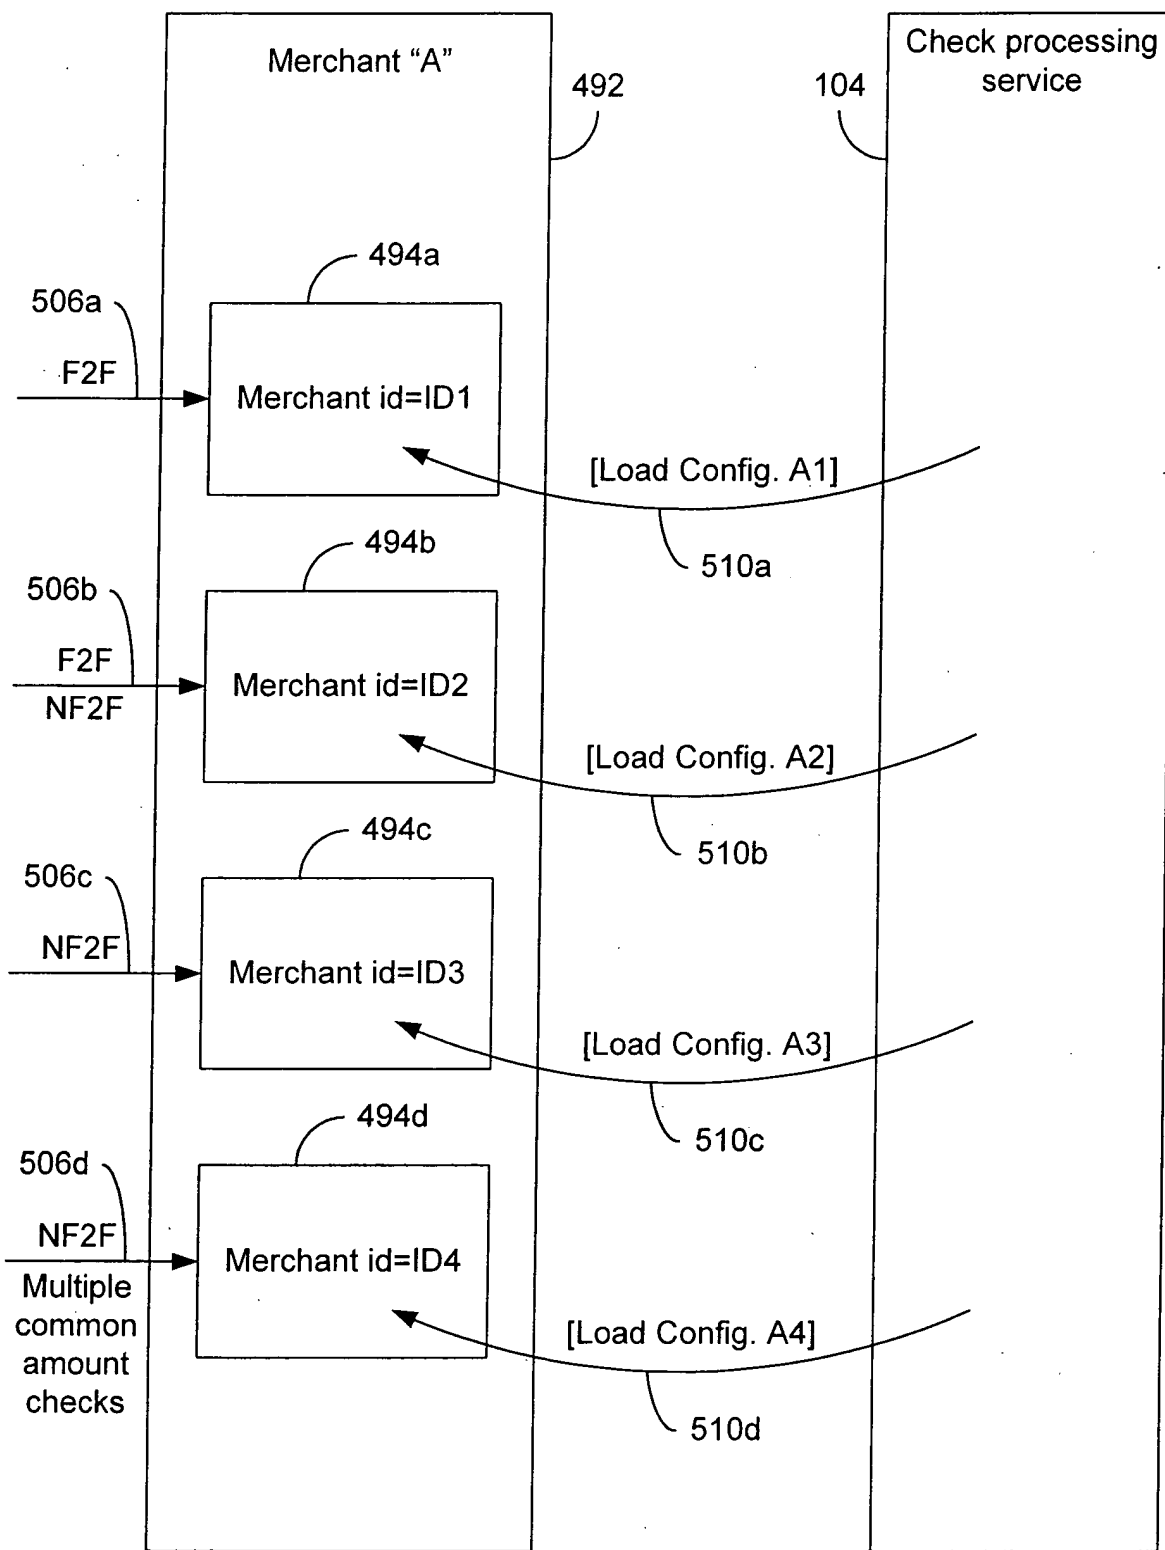 Merchant “A”
Check processing
service
492
104
494a
506a
F2F
Merchant id=ID1
[Load Config. A1]
510a
494b
506b
F2F
NF2F
Merchant id=ID2
[Load Config. A2]
510b
494c
506c
NF2F
Merchant id=ID3
[Load Config. A3]
510c
494d
506d
NF2F
Multiple
common
amount
checks
Merchant id=ID4
[Load Config. A4]
510d